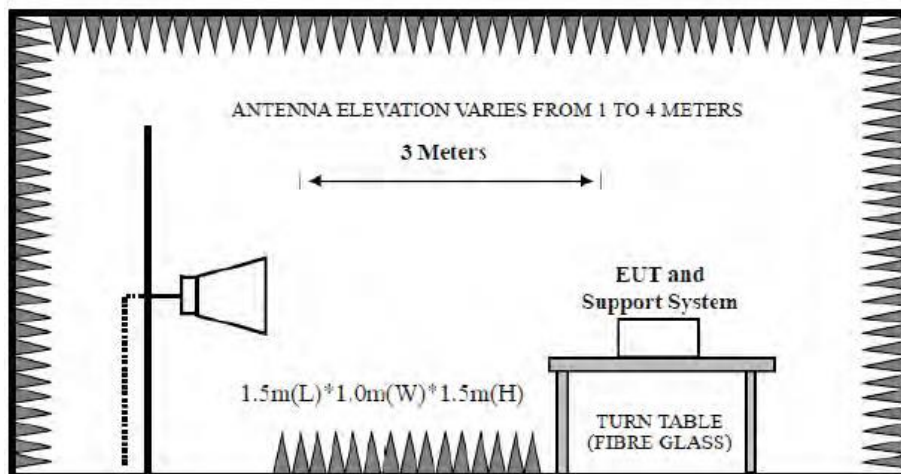 ANTENNA ELEVATION VARIES FROM 1 TO 4 METERS
3 Meters
EUT and
Support System
1.5m(L)*1.0m(W)*1.5m(H)
TURN TABLE
(FIBRE GLASS)